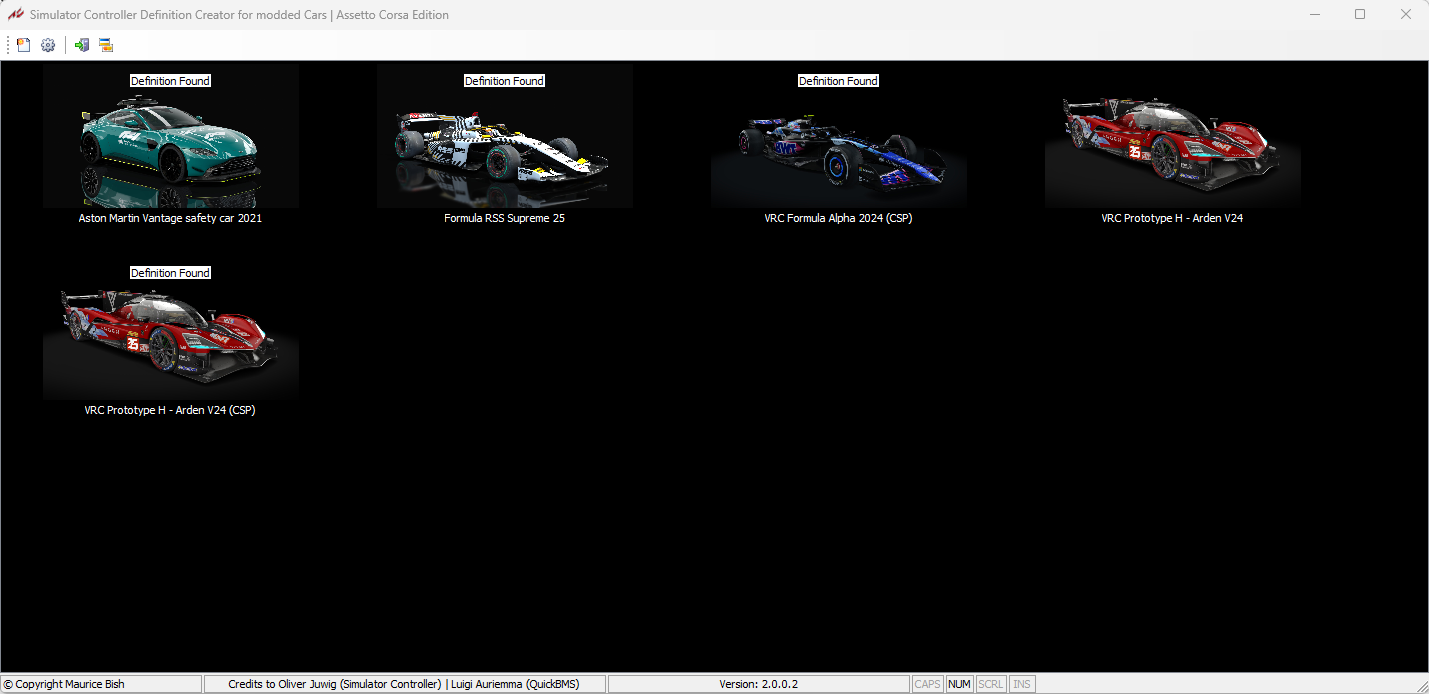 Simulator Controller Definition Creator for modded Cars | Assetto Corsa Edition
Definition Found
Definition Found
Definition Found
Aston Martin Vantage safety car 2021
Formula RSS Supreme 25
VRC Formula Alpha 2024 (CSP)
VRC Prototype H - Arden V24
Definition Found
VRC Prototype H - Arden V24 (CSP)
© Copyright Maurice Bish
Credits to Oliver Juwig (Simulator Controller) | Luigi Auriemma (QuickBMS)
Version: 2.0.0.2
CAPS
NUM
SCRL
INS